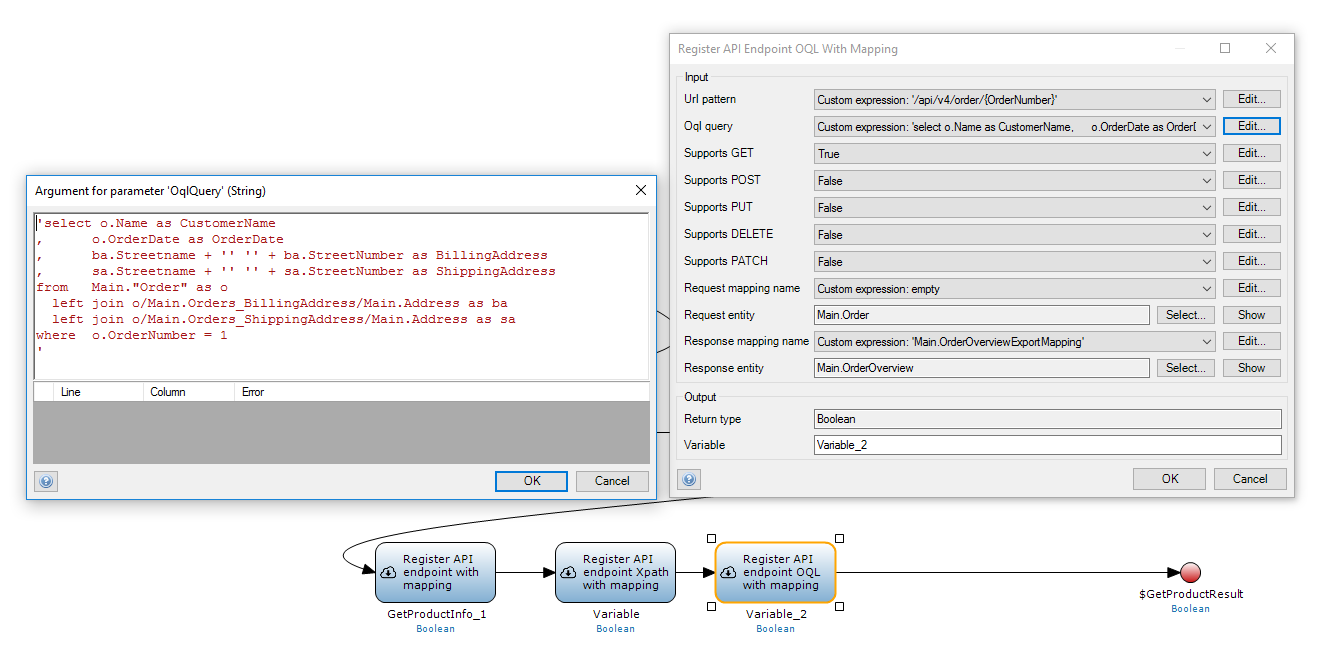 Register API Endpoint OQL With Mapping
Input
Url pattern Custom expression: '/api/v4/order/{OrderNumber}' Edit...
Oql query Custom expression: 'select o.Name as CustomerName, o.OrderDate as OrderD Edit...
Supports GET True Edit...
Supports POST False Edit...
Supports PUT False Edit...
Supports DELETE False Edit...
Supports PATCH False Edit...
Request mapping name Custom expression: empty Edit...
Request entity Main.Order Select... Show
Response mapping name Custom expression: 'Main.OrderOverviewExportMapping' Edit...
Response entity Main.OrderOverview Select... Show
Output
Return type Boolean
Variable Variable_2
OK Cancel
Argument for parameter 'OqlQuery' (String)
'select o.Name as CustomerName
, o.OrderDate as OrderDate
, ba.Streetname + '' '' + ba.StreetNumber as BillingAddress
, sa.Streetname + '' '' + sa.StreetNumber as ShippingAddress
from Main."Order" as o
left join o/Main.Orders_BillingAddress/Main.Address as ba
left join o/Main.Orders_ShippingAddress/Main.Address as sa
where o.OrderNumber = 1
'
Line Column Error
OK Cancel
Register API
endpoint with
mapping
GetProductInfo_1
Boolean
Register API
endpoint Xpath
with mapping
Variable
Boolean
Register API
endpoint OQL
with mapping
Variable_2
Boolean
$GetProductResult
Boolean